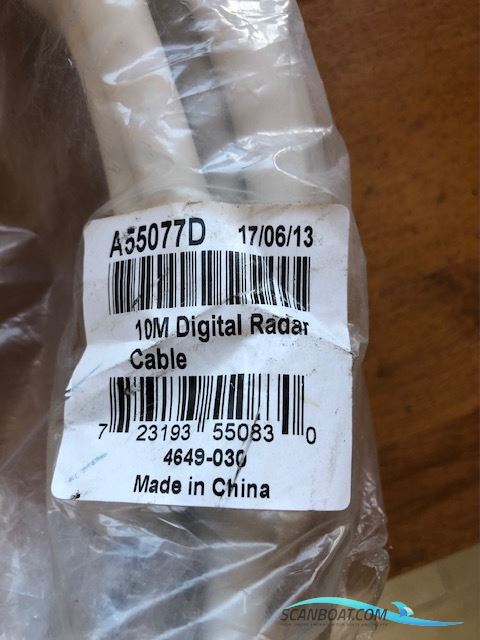 A55077D 17/06/13
10M Digital Radar
Cable
7 23193 55083 0
4649-030
Made in China
SCANBOAT.COM